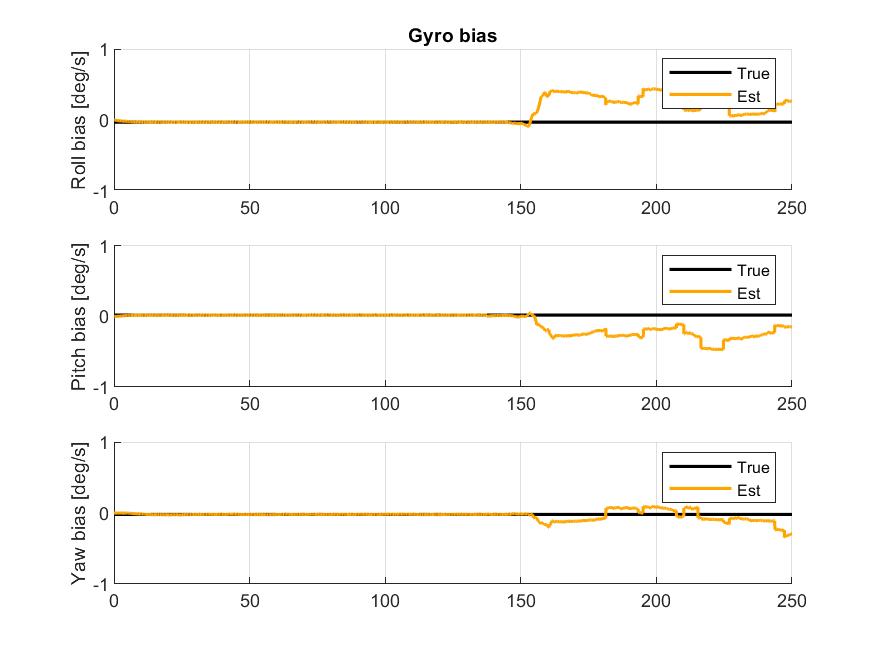 Gyro bias
Roll bias [deg/s]
1
0
-1
0 50 100 150 200 250
True
Est
Pitch bias [deg/s]
1
0
-1
0 50 100 150 200 250
True
Est
Yaw bias [deg/s]
1
0
-1
0 50 100 150 200 250
True
Est